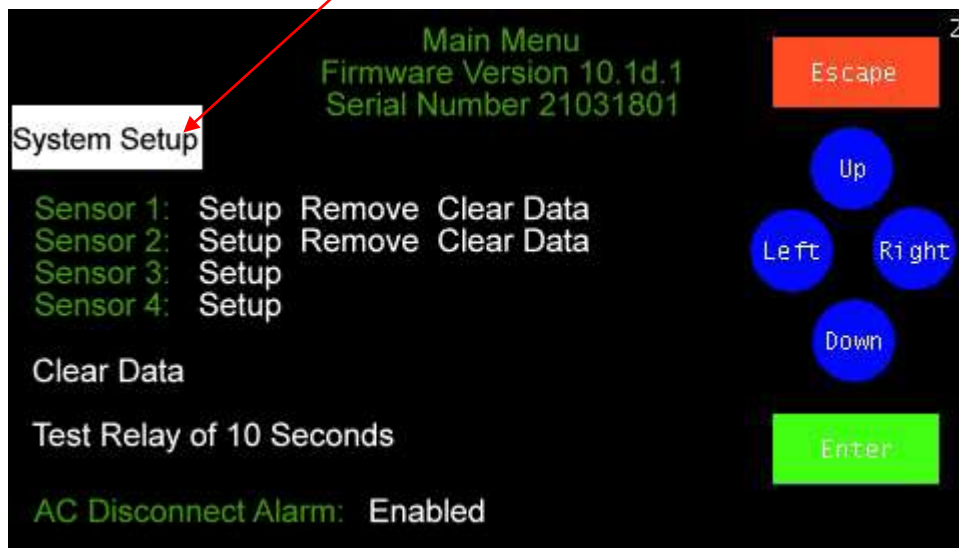 Main Menu
Firmware Version 10.1d.1
Serial Number 21031801
System Setup
Sensor 1: Setup Remove Clear Data
Sensor 2: Setup Remove Clear Data
Sensor 3: Setup
Sensor 4: Setup
Clear Data
Test Relay of 10 Seconds
AC Disconnect Alarm: Enabled
Escape
Up
Left Right
Down
Enter